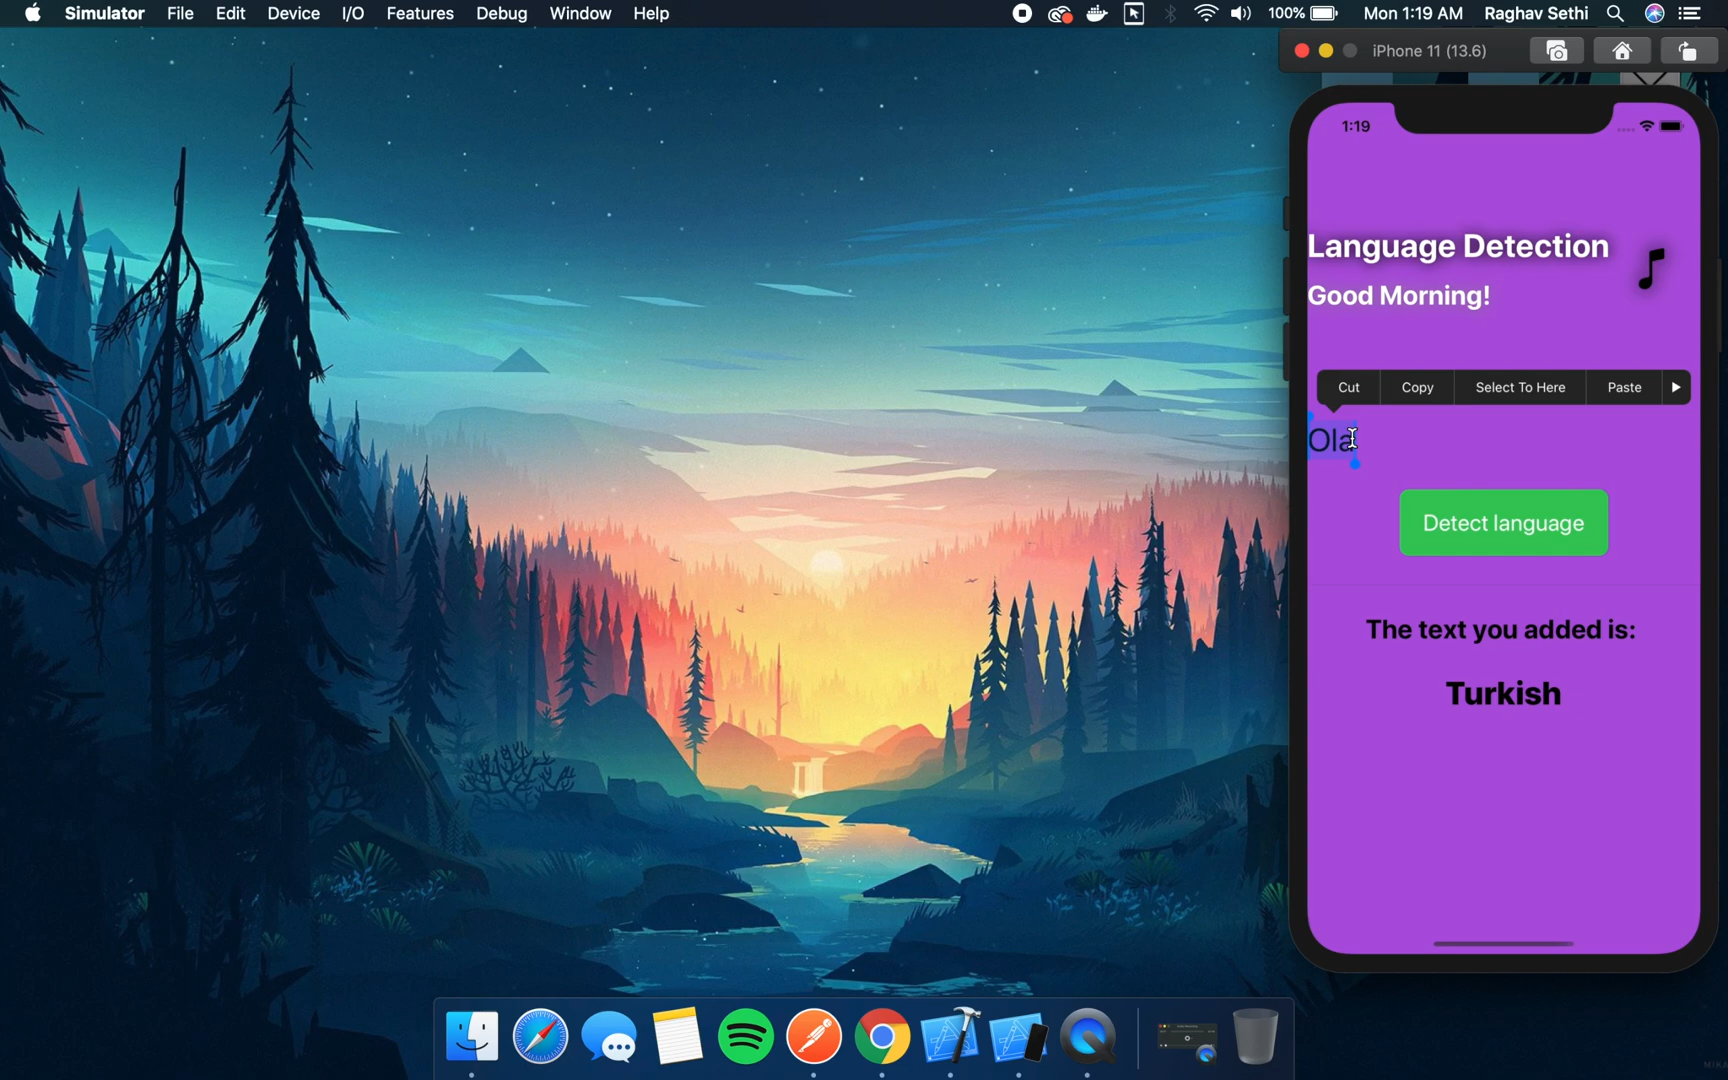 Simulator File Edit Device I/O Features Debug Window Help 100% Mon 1:19 AM Raghav Sethi
iPhone 11 (13.6)
1:19
Language Detection
Good Morning!
Cut Copy Select To Here Paste
Ola
Detect language
The text you added is:
Turkish